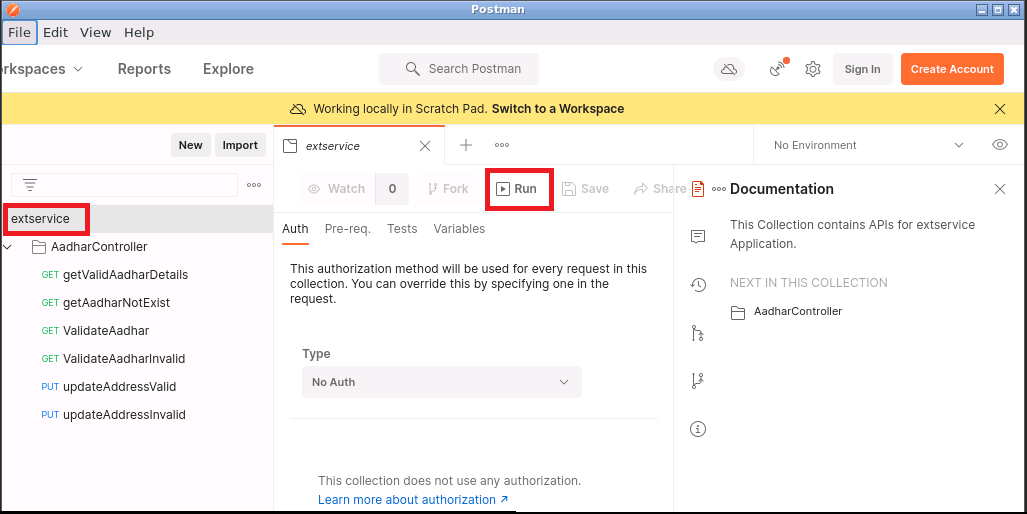 Postman
File Edit View Help
rkspaces Reports Explore Search Postman Sign In Create Account
Working locally in Scratch Pad. Switch to a Workspace
New Import extservice No Environment
Watch 0 Fork Run Save Share
extservice
AadharController
GET getValidAadharDetails
GET getAadharNotExist
GET ValidateAadhar
GET ValidateAadharInvalid
PUT updateAddressValid
PUT updateAddressInvalid
Auth Pre-req. Tests Variables
This authorization method will be used for every request in this
collection. You can override this by specifying one in the
request.
Type
No Auth
This collection does not use any authorization.
Learn more about authorization ↗
Documentation
This Collection contains APIs for extservice
Application.
NEXT IN THIS COLLECTION
AadharController